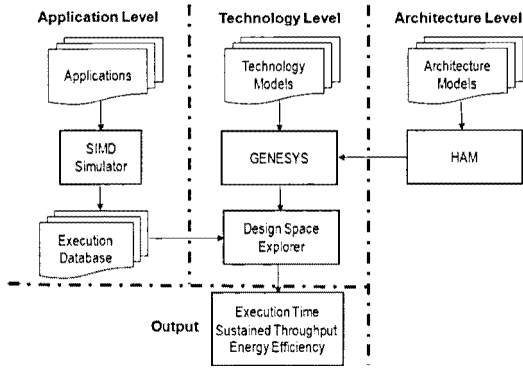 Application Level
Technology Level
Architecture Level
Applications
Technology
Models
Architecture
Models
SIMD
Simulator
GENESYS
HAM
Execution
Database
Design Space
Explorer
Output
Execution Time
Sustained Throughput
Energy Efficiency